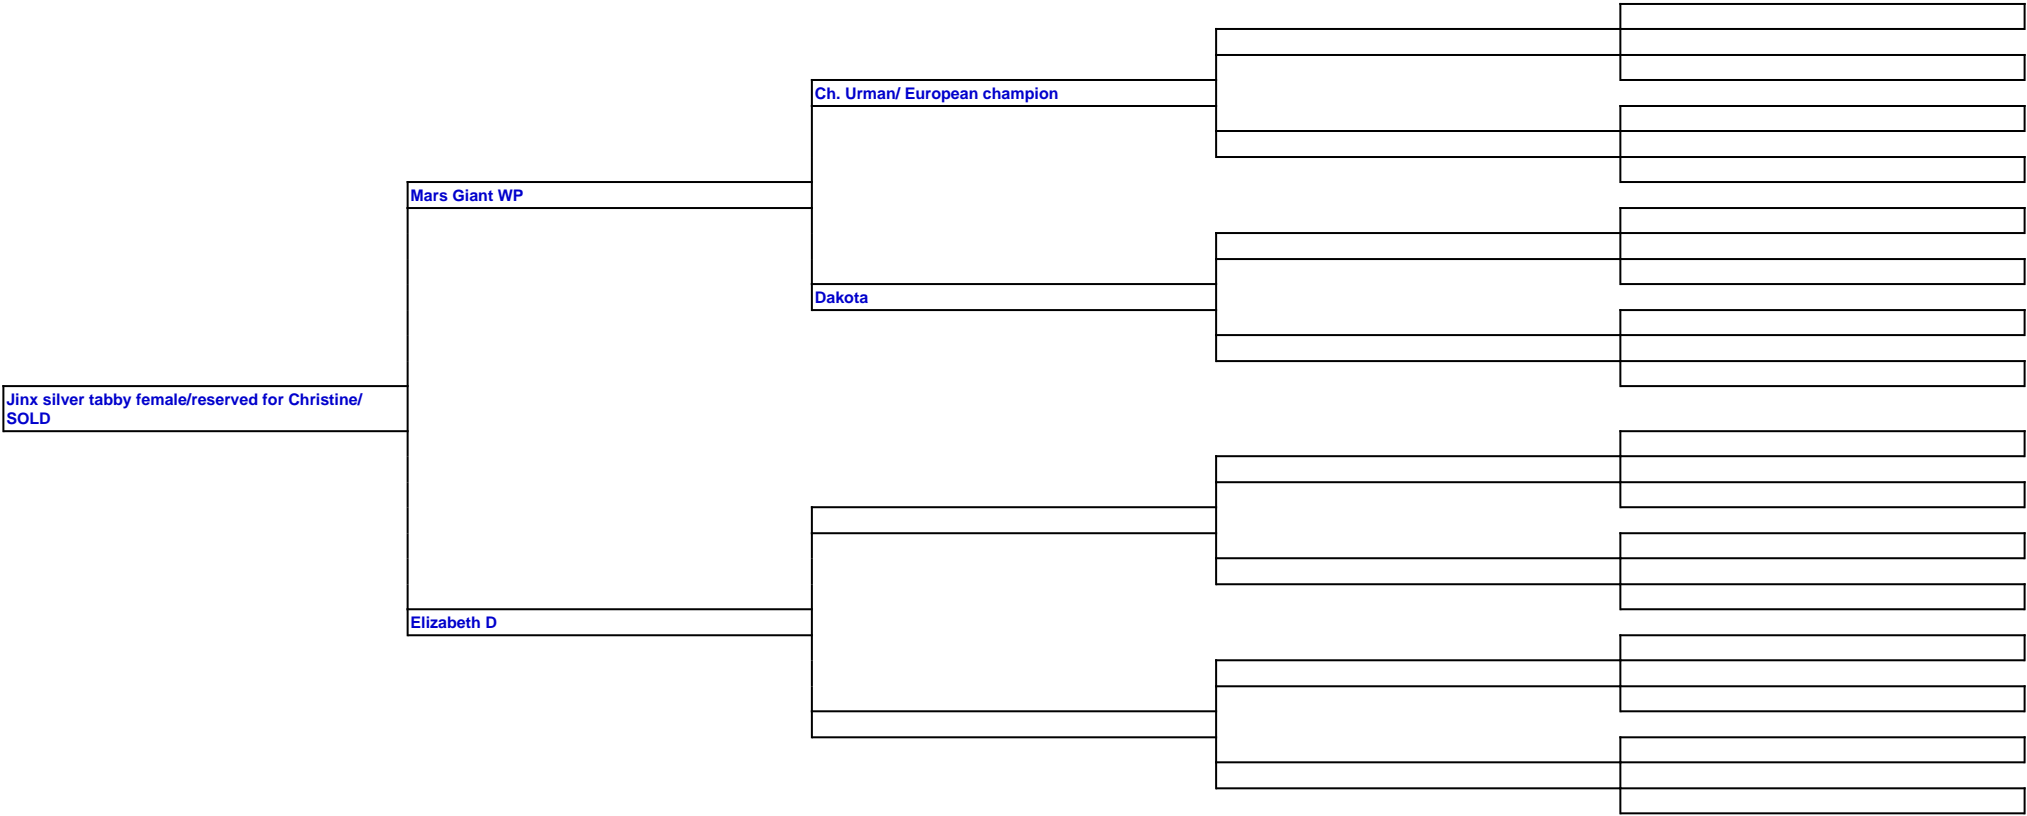 Ch. Urman/ European champion
Mars Giant WP
Dakota
Jinx silver tabby female/reserved for Christine/
SOLD
Elizabeth D